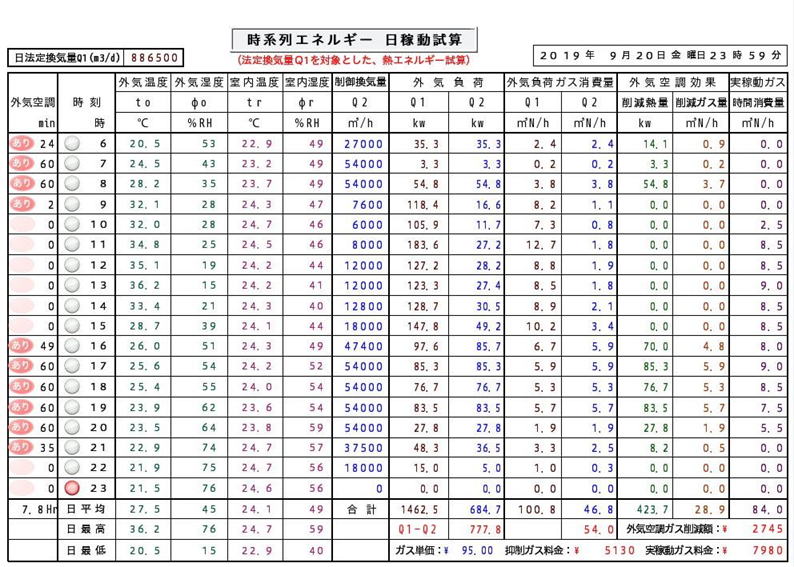 時系列エネルギー 日稼動試算
日法定換気量Q1(m3/d) 886500
(法定換気量Q1を対象とした、熱エネルギー試算)
2019年 9月20日金曜日23時59分
外気空調 時刻 外気温度 外気湿度 室内温度 室内湿度 制御換気量 外気負荷 外気負荷ガス消費量 外気空調効果 実稼動ガス
to φo tr φr Q2 Q1 Q2 Q1 Q2 削減熱量 削減ガス量 時間消費量
min 時 ℃ %RH ℃ %RH ㎥/h kw kw ㎥N/h ㎥N/h kw ㎥N/h ㎥N/h
あり 24 6 20.5 53 22.9 49 27000 35.3 35.3 2.4 2.4 14.1 0.9 0.0
あり 60 7 24.5 43 23.2 49 54000 3.3 3.3 0.2 0.2 3.3 0.2 0.0
あり 60 8 28.2 35 23.7 49 54000 54.8 54.8 3.8 3.8 54.8 3.7 0.0
あり 2 9 32.1 28 24.3 47 7600 118.4 16.6 8.2 1.1 0.0 0.0 0.0
0 10 32.0 28 24.7 46 6000 105.9 11.7 7.3 0.8 0.0 0.0 2.5
0 11 34.8 25 24.5 46 8000 183.6 27.2 12.7 1.8 0.0 0.0 8.5
0 12 35.1 19 24.2 44 12000 127.2 28.2 8.8 1.9 0.0 0.0 8.5
0 13 36.2 15 24.2 41 12000 123.3 27.4 8.5 1.8 0.0 0.0 9.0
0 14 33.4 21 24.3 40 12800 128.7 30.5 8.9 2.1 0.0 0.0 8.5
0 15 28.7 39 24.1 44 18000 147.8 49.2 10.2 3.4 0.0 0.0 8.5
あり 49 16 26.0 51 24.3 49 47400 97.6 85.7 6.7 5.9 70.0 4.8 8.0
あり 60 17 25.6 54 24.2 52 54000 85.3 85.3 5.9 5.9 85.3 5.9 9.0
あり 60 18 25.4 55 24.0 54 54000 76.7 76.7 5.3 5.3 76.7 5.3 8.5
あり 60 19 23.9 62 23.6 54 54000 83.5 83.5 5.7 5.7 83.5 5.7 7.5
あり 60 20 23.5 64 23.8 59 54000 27.8 27.8 1.9 1.9 27.8 1.9 5.5
あり 35 21 22.9 74 24.7 57 37500 48.3 36.5 3.3 2.5 8.2 0.5 0.0
0 22 21.9 75 24.7 56 18000 15.0 5.0 1.0 0.3 0.0 0.0 0.0
0 23 21.5 76 24.6 56 0 0.0 0.0 0.0 0.0 0.0 0.0 0.0
7.8Hr 日平均 27.5 45 24.1 49 合計 1462.5 684.7 100.8 46.8 423.7 28.9 84.0
日最高 36.2 76 24.7 59 Q1-Q2 777.8 54.0 外気空調ガス削減額:¥ 2745
日最低 20.5 15 22.9 40 ガス単価:¥ 95.00 抑制ガス料金:¥ 5130 実稼動ガス料金:¥ 7980